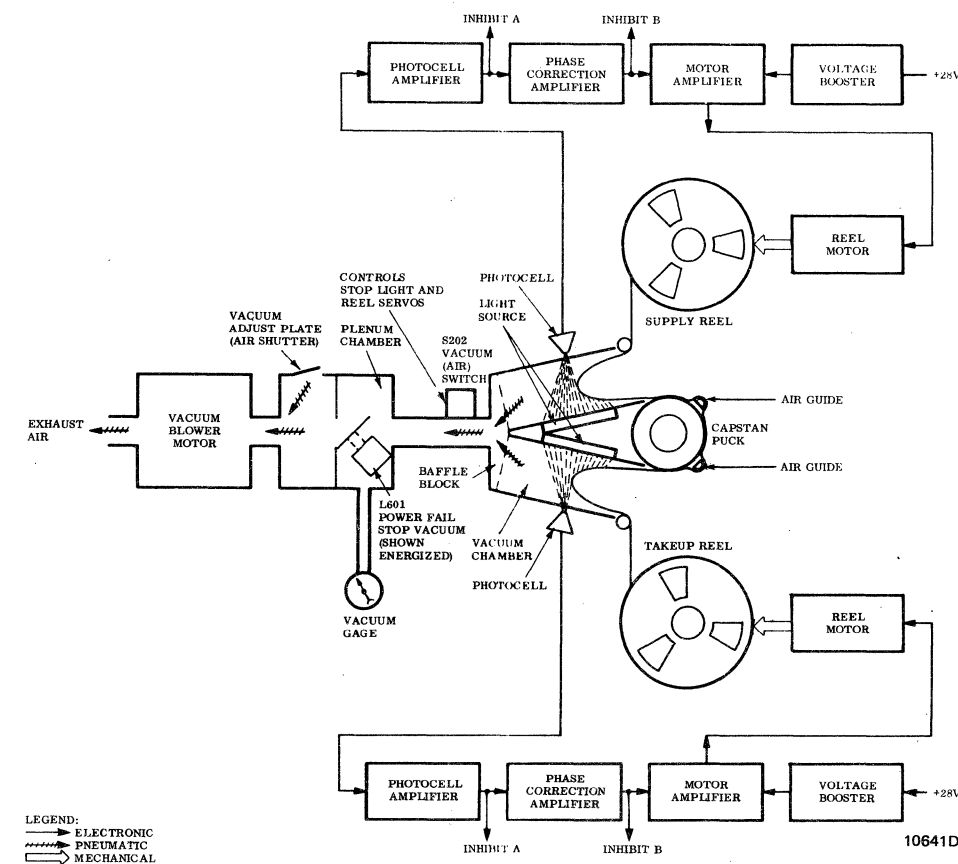 INHIBIT A
INHIBIT B
PHOTOCELL
AMPLIFIER
PHASE
CORRECTION
AMPLIFIER
MOTOR
AMPLIFIER
VOLTAGE
BOOSTER
+28V
REEL
MOTOR
SUPPLY REEL
PHOTOCELL
LIGHT
SOURCE
CONTROLS
STOP LIGHT AND
REEL SERVOS
VACUUM
ADJUST PLATE
(AIR SHUTTER)
PLENUM
CHAMBER
S202
VACUUM
(AIR)
SWITCH
AIR GUIDE
EXHAUST
AIR
VACUUM
BLOWER
MOTOR
CAPSTAN
PUCK
AIR GUIDE
BAFFLE
BLOCK
L601
POWER FAIL
STOP VACUUM
(SHOWN
ENERGIZED)
VACUUM
CHAMBER
PHOTOCELL
TAKEUP REEL
VACUUM
GAGE
REEL
MOTOR
PHOTOCELL
AMPLIFIER
PHASE
CORRECTION
AMPLIFIER
MOTOR
AMPLIFIER
VOLTAGE
BOOSTER
+28V
INHIBIT A
INHIBIT B
LEGEND:
ELECTRONIC
PNEUMATIC
MECHANICAL
10641D